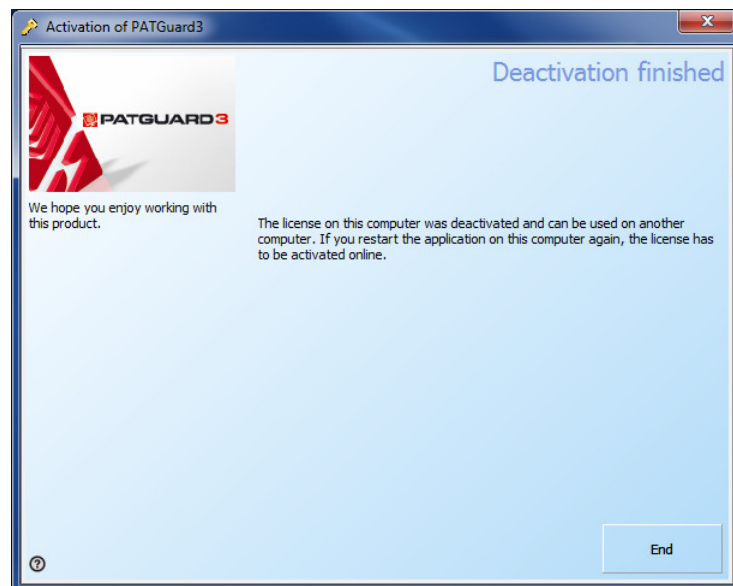 Activation of PATGuard3
Deactivation finished
PATGUARD3
We hope you enjoy working with
this product.
The license on this computer was deactivated and can be used on another
computer. If you restart the application on this computer again, the license has
to be activated online.
End